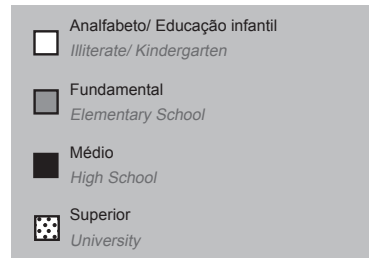 Analfabeto/ Educação infantil
Illiterate/ Kindergarten
Fundamental
Elementary School
Médio
High School
Superior
University